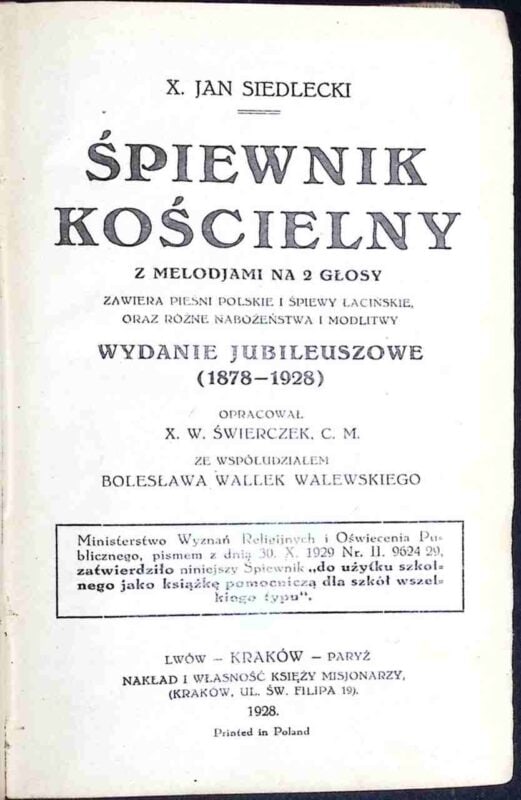 X. JAN SIEDLECKI
ŚPIEWNIK
KOŚCIELNY
Z MELODJAMI NA 2 GŁOSY
ZAWIERA PIEŚNI POLSKIE I ŚPIEWY ŁACIŃSKIE,
ORAZ RÓŻNE NABOŻEŃSTWA I MODLITWY
WYDANIE JUBILEUSZOWE
(1878–1928)
OPRACOWAŁ
X. W. ŚWIERCZEK, C. M.
ZE WSPÓŁUDZIAŁEM
BOLESŁAWA WALLEK WALEWSKIEGO
Ministerstwo Wyznań Religijnych i Oświecenia Pu-
blicznego, pismem z dnia 30. X. 1929 Nr. II. 9624 29,
zatwierdziło niniejszy Śpiewnik „do użytku szkol-
nego jako książkę pomocniczą dla szkół wszel-
kiego typu".
LWÓW – KRAKÓW – PARYŻ
NAKŁAD I WŁASNOŚĆ KSIĘŻY MISJONARZY,
(KRAKÓW, UL. ŚW. FILIPA 19).
1928.
Printed in Poland